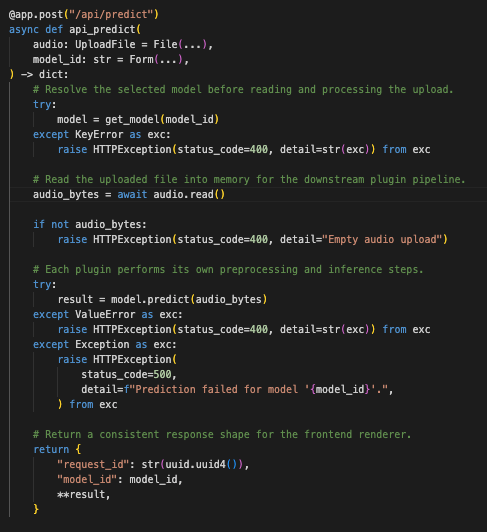 @app.post("/api/predict")
async def api_predict(
    audio: UploadFile = File(...),
    model_id: str = Form(...),
) -> dict:
    # Resolve the selected model before reading and processing the upload.
    try:
        model = get_model(model_id)
    except KeyError as exc:
        raise HTTPException(status_code=400, detail=str(exc)) from exc

    # Read the uploaded file into memory for the downstream plugin pipeline.
    audio_bytes = await audio.read()

    if not audio_bytes:
        raise HTTPException(status_code=400, detail="Empty audio upload")

    # Each plugin performs its own preprocessing and inference steps.
    try:
        result = model.predict(audio_bytes)
    except ValueError as exc:
        raise HTTPException(status_code=400, detail=str(exc)) from exc
    except Exception as exc:
        raise HTTPException(
            status_code=500,
            detail=f"Prediction failed for model '{model_id}'.",
        ) from exc

    # Return a consistent response shape for the frontend renderer.
    return {
        "request_id": str(uuid.uuid4()),
        "model_id": model_id,
        **result,
    }